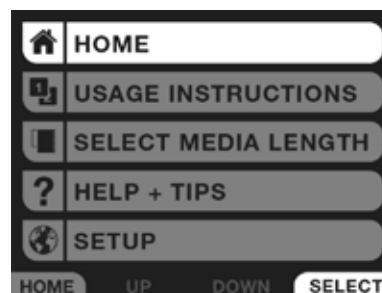 HOME
USAGE INSTRUCTIONS
SELECT MEDIA LENGTH
? HELP + TIPS
SETUP
HOME UP DOWN SELECT